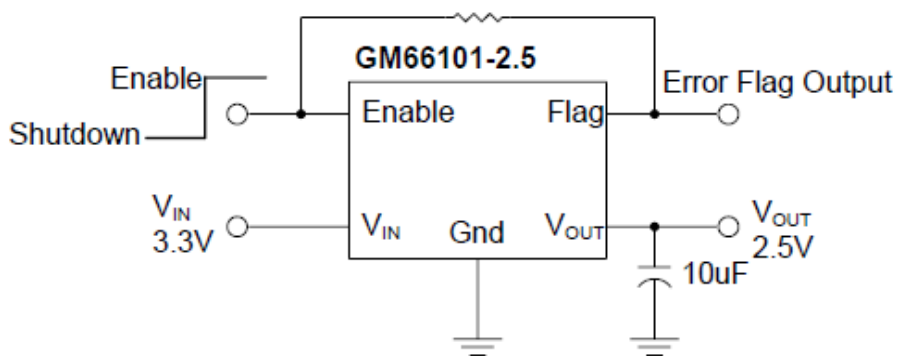 GM66101-2.5
Enable
Shutdown
Enable
Flag
Error Flag Output
VIN
3.3V
VIN
Gnd
VOUT
VOUT
2.5V
10uF